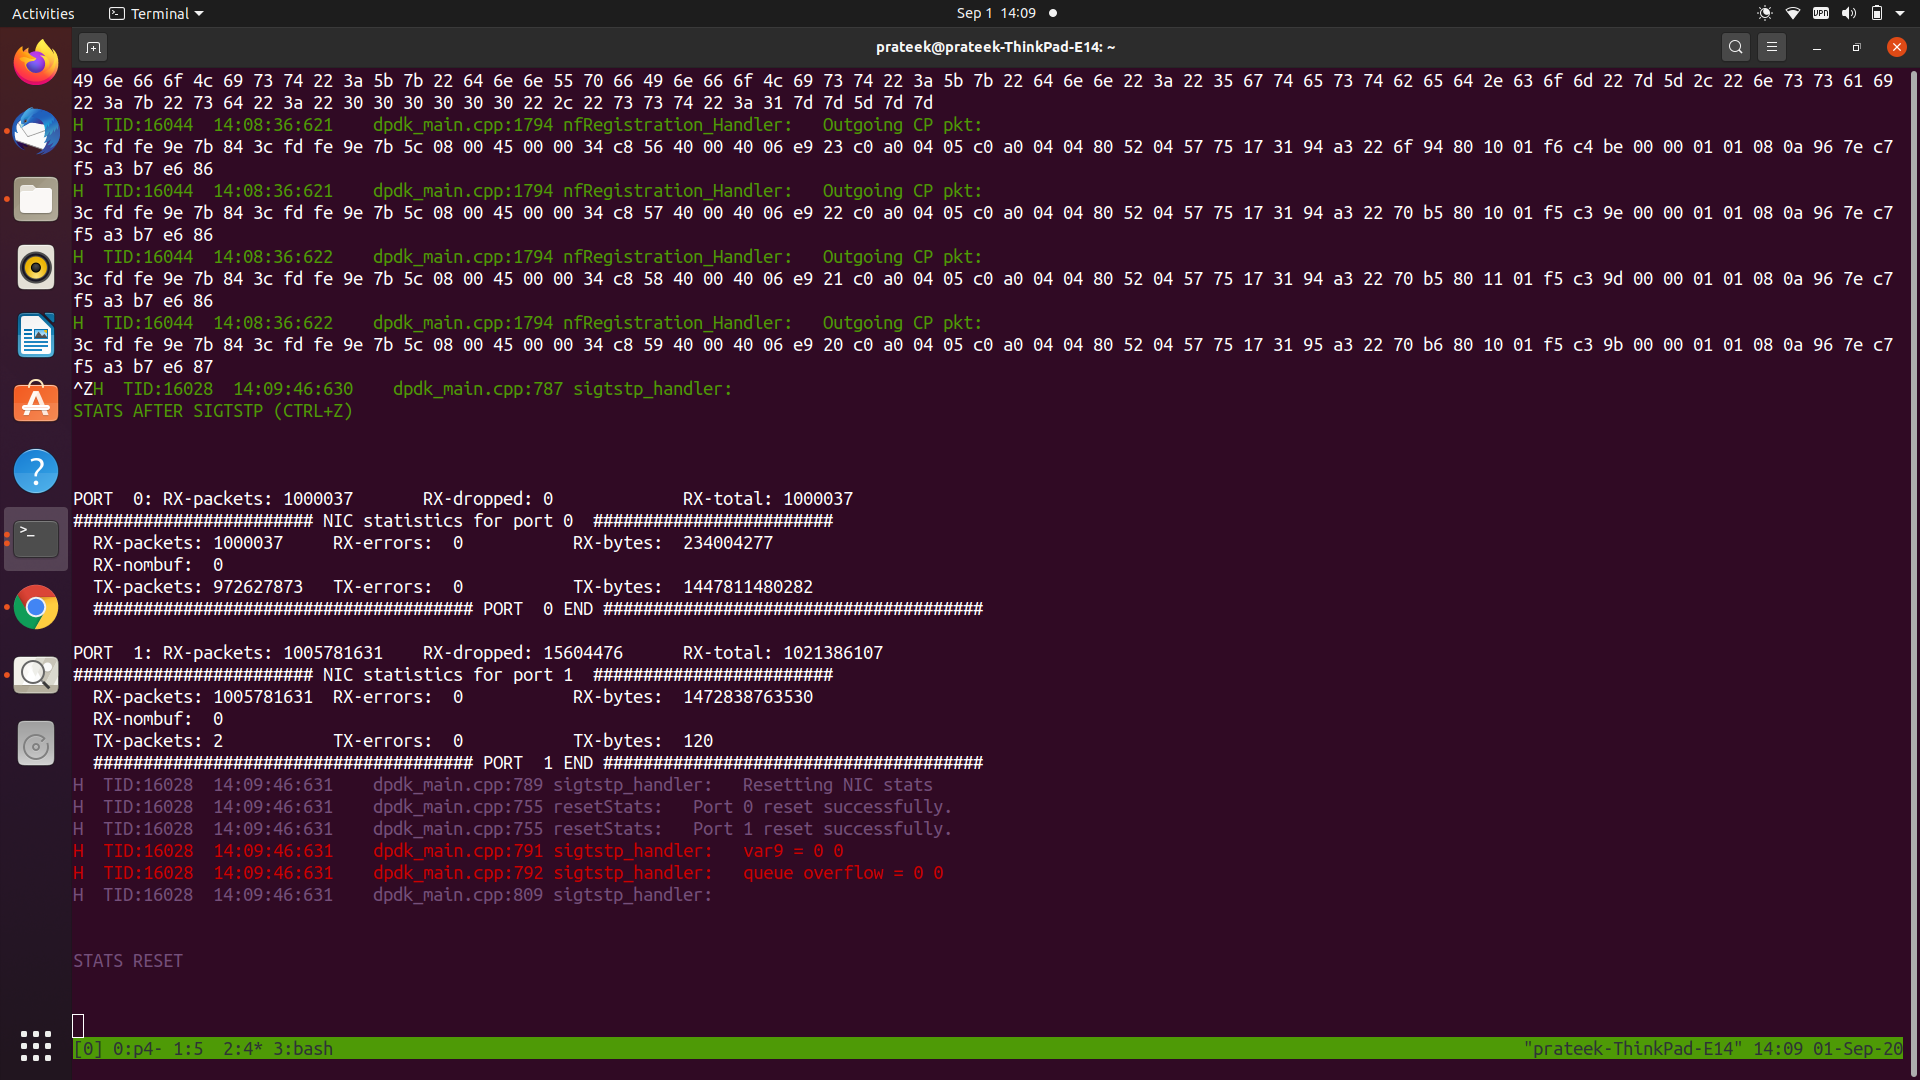 Activities Terminal Sep 1 14:09
prateek@prateek-ThinkPad-E14: ~
49 6e 66 6f 4c 69 73 74 22 3a 5b 7b 22 64 6e 6e 55 70 66 49 6e 66 6f 4c 69 73 74 22 3a 5b 7b 22 64 6e 6e 22 3a 22 35 67 74 65 73 74 62 65 64 2e 63 6f 6d 22 7d 5d 2c 22 6e 73 73 61 69
22 3a 7b 22 73 64 22 3a 22 30 30 30 30 30 30 22 2c 22 73 73 74 22 3a 31 7d 7d 5d 7d 7d
H TID:16044 14:08:36:621 dpdk_main.cpp:1794 nfRegistration_Handler: Outgoing CP pkt:
3c fd fe 9e 7b 84 3c fd fe 9e 7b 5c 08 00 45 00 00 34 c8 56 40 00 40 06 e9 23 c0 a0 04 05 c0 a0 04 04 80 52 04 57 75 17 31 94 a3 22 6f 94 80 10 01 f6 c4 be 00 00 01 01 08 0a 96 7e c7
f5 a3 b7 e6 86
H TID:16044 14:08:36:621 dpdk_main.cpp:1794 nfRegistration_Handler: Outgoing CP pkt:
3c fd fe 9e 7b 84 3c fd fe 9e 7b 5c 08 00 45 00 00 34 c8 57 40 00 40 06 e9 22 c0 a0 04 05 c0 a0 04 04 80 52 04 57 75 17 31 94 a3 22 70 b5 80 10 01 f5 c3 9e 00 00 01 01 08 0a 96 7e c7
f5 a3 b7 e6 86
H TID:16044 14:08:36:622 dpdk_main.cpp:1794 nfRegistration_Handler: Outgoing CP pkt:
3c fd fe 9e 7b 84 3c fd fe 9e 7b 5c 08 00 45 00 00 34 c8 58 40 00 40 06 e9 21 c0 a0 04 05 c0 a0 04 04 80 52 04 57 75 17 31 94 a3 22 70 b5 80 11 01 f5 c3 9d 00 00 01 01 08 0a 96 7e c7
f5 a3 b7 e6 86
H TID:16044 14:08:36:622 dpdk_main.cpp:1794 nfRegistration_Handler: Outgoing CP pkt:
3c fd fe 9e 7b 84 3c fd fe 9e 7b 5c 08 00 45 00 00 34 c8 59 40 00 40 06 e9 20 c0 a0 04 05 c0 a0 04 04 80 52 04 57 75 17 31 95 a3 22 70 b6 80 10 01 f5 c3 9b 00 00 01 01 08 0a 96 7e c7
f5 a3 b7 e6 87
^ZH TID:16028 14:09:46:630 dpdk_main.cpp:787 sigtstp_handler:
STATS AFTER SIGTSTP (CTRL+Z)
PORT 0: RX-packets: 1000037 RX-dropped: 0 RX-total: 1000037
######################## NIC statistics for port 0 ########################
RX-packets: 1000037 RX-errors: 0 RX-bytes: 234004277
RX-nombuf: 0
TX-packets: 972627873 TX-errors: 0 TX-bytes: 1447811480282
###################################### PORT 0 END ######################################
PORT 1: RX-packets: 1005781631 RX-dropped: 15604476 RX-total: 1021386107
######################## NIC statistics for port 1 ########################
RX-packets: 1005781631 RX-errors: 0 RX-bytes: 1472838763530
RX-nombuf: 0
TX-packets: 2 TX-errors: 0 TX-bytes: 120
###################################### PORT 1 END ######################################
H TID:16028 14:09:46:631 dpdk_main.cpp:789 sigtstp_handler: Resetting NIC stats
H TID:16028 14:09:46:631 dpdk_main.cpp:755 resetStats: Port 0 reset successfully.
H TID:16028 14:09:46:631 dpdk_main.cpp:755 resetStats: Port 1 reset successfully.
H TID:16028 14:09:46:631 dpdk_main.cpp:791 sigtstp_handler: var9 = 0 0
H TID:16028 14:09:46:631 dpdk_main.cpp:792 sigtstp_handler: queue overflow = 0 0
H TID:16028 14:09:46:631 dpdk_main.cpp:809 sigtstp_handler:
STATS RESET
[0] 0:p4- 1:5 2:4* 3:bash "prateek-ThinkPad-E14" 14:09 01-Sep-20